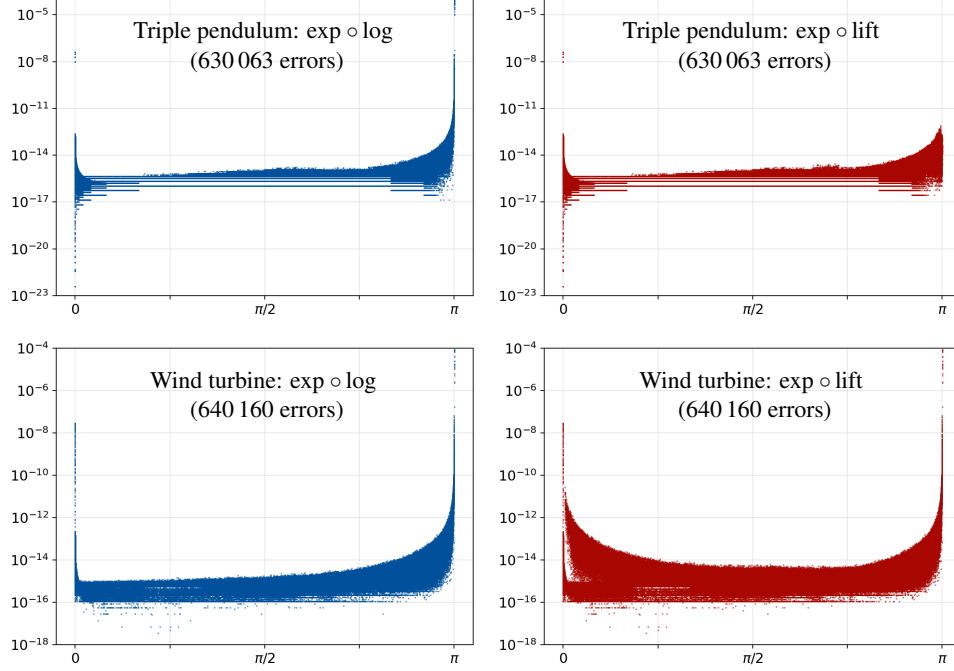 10⁻⁵
10⁻⁸
10⁻¹¹
10⁻¹⁴
10⁻¹⁷
10⁻²⁰
10⁻²³
Triple pendulum: exp ∘ log
(630 063 errors)
0
π/2
π
10⁻⁵
10⁻⁸
10⁻¹¹
10⁻¹⁴
10⁻¹⁷
10⁻²⁰
10⁻²³
Triple pendulum: exp ∘ lift
(630 063 errors)
0
π/2
π
10⁻⁴
10⁻⁶
10⁻⁸
10⁻¹⁰
10⁻¹²
10⁻¹⁴
10⁻¹⁶
10⁻¹⁸
Wind turbine: exp ∘ log
(640 160 errors)
0
π/2
π
10⁻⁴
10⁻⁶
10⁻⁸
10⁻¹⁰
10⁻¹²
10⁻¹⁴
10⁻¹⁶
10⁻¹⁸
Wind turbine: exp ∘ lift
(640 160 errors)
0
π/2
π